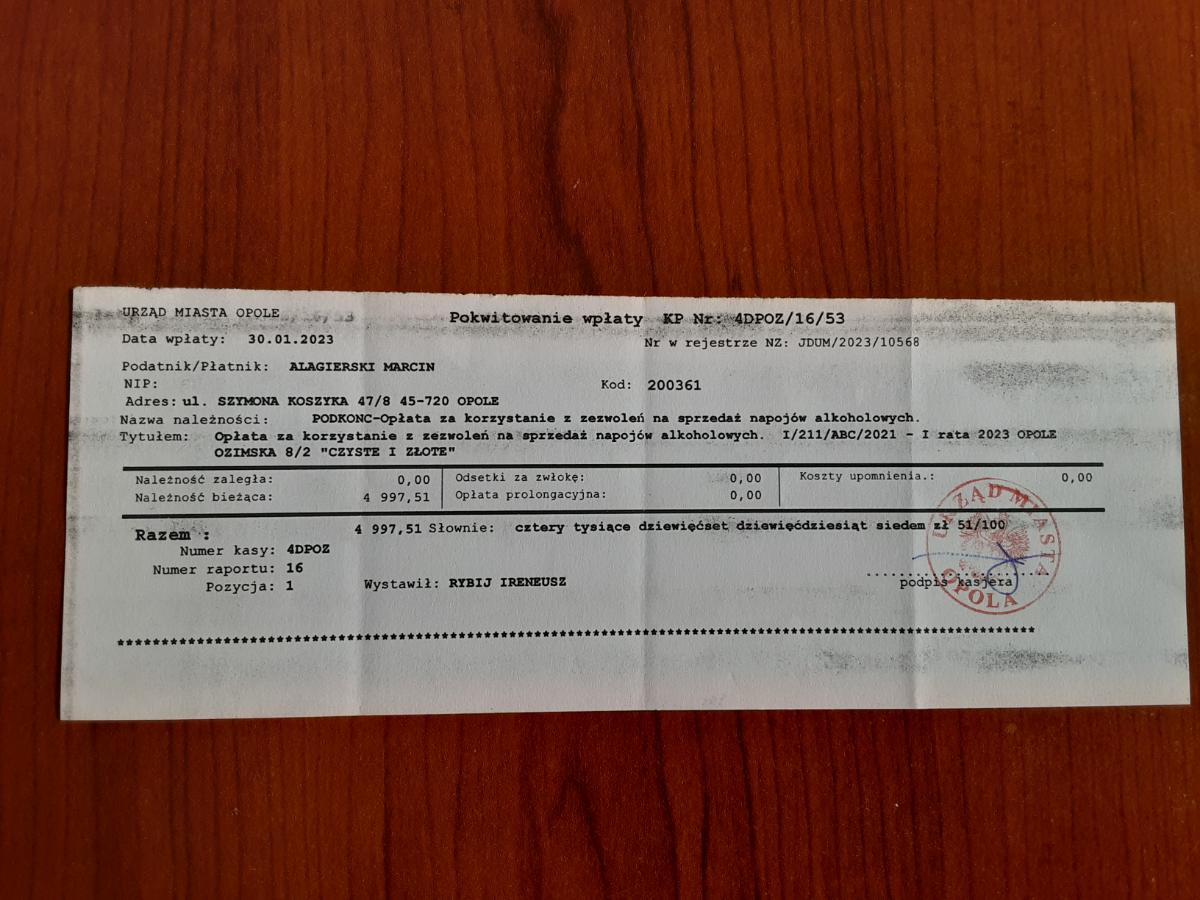 URZĄD MIASTA OPOLE
Pokwitowanie wpłaty KP Nr: 4DPOZ/16/53
Data wpłaty: 30.01.2023
Nr w rejestrze NZ: JDUM/2023/10568
Podatnik/Płatnik: ALAGIERSKI MARCIN
NIP: Kod: 200361
Adres: ul. SZYMONA KOSZYKA 47/8 45-720 OPOLE
Nazwa należności: PODKONC-Opłata za korzystanie z zezwoleń na sprzedaż napojów alkoholowych.
Tytułem: Opłata za korzystanie z zezwoleń na sprzedaż napojów alkoholowych. I/211/ABC/2021 - I rata 2023 OPOLE
OZIMSKA 8/2 "CZYSTE I ZŁOTE"
Należność zaległa: 0,00 Odsetki za zwłokę: 0,00 Koszty upomnienia.: 0,00
Należność bieżąca: 4 997,51 Opłata prolongacyjna: 0,00
Razem : 4 997,51 Słownie: cztery tysiące dziewięćset dziewięćdziesiąt siedem zł 51/100
Numer kasy: 4DPOZ
Numer raportu: 16
Pozycja: 1 Wystawił: RYBIJ IRENEUSZ
podpis kasjera
URZĄD MIASTA OPOLA